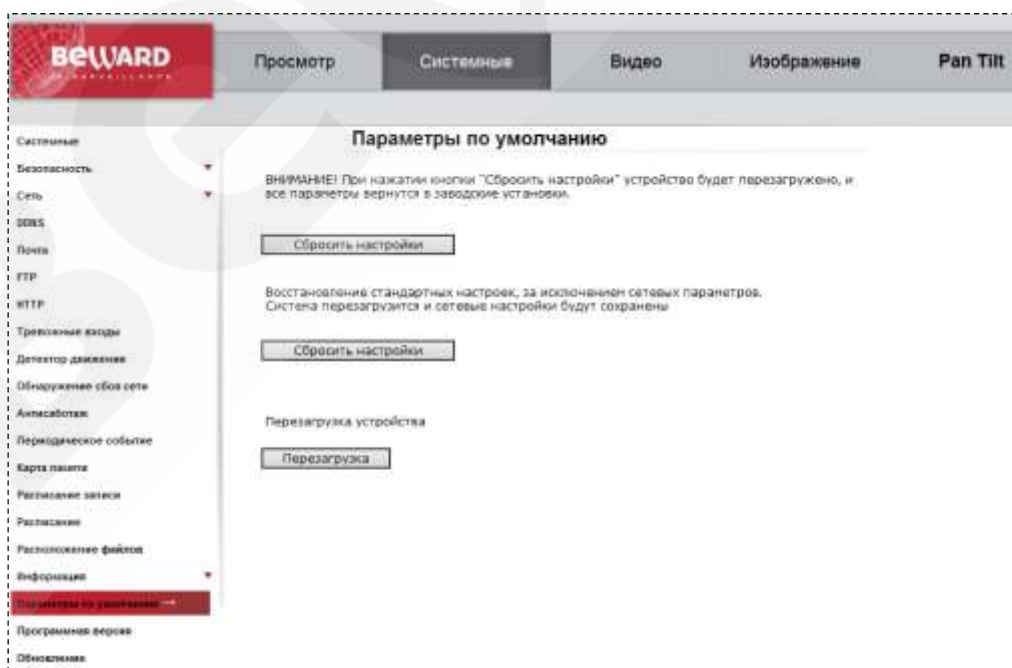 BEWARD
Просмотр Системные Видео Изображение Pan Tilt
Параметры по умолчанию
Системные
Безопасность
Сеть
DDNS
Почта
FTP
HTTP
Тревожные входы
Детектор движения
Обнаружение сбоя сети
Антисаботаж
Периодическое событие
Карта памяти
Расписание записи
Расписание
Расположение файлов
Информация
Параметры по умолчанию →
Программная версия
Обновление
ВНИМАНИЕ! При нажатии кнопки "Сбросить настройки" устройство будет перезагружено, и
все параметры вернутся в заводские установки.
Сбросить настройки
Восстановление стандартных настроек, за исключением сетевых параметров.
Система перезагрузится и сетевые настройки будут сохранены
Сбросить настройки
Перезагрузка устройства
Перезагрузка